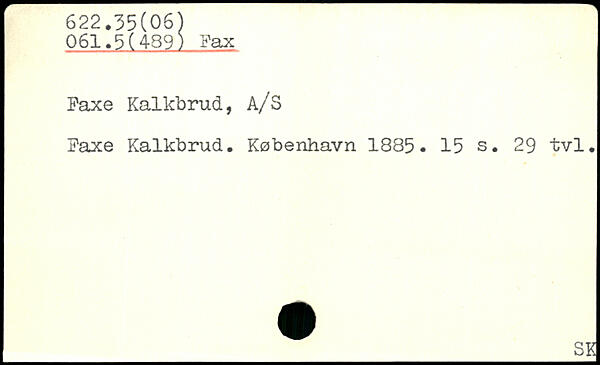 622.35(06)
061.5(489) Fax
Faxe Kalkbrud, A/S
Faxe Kalkbrud. København 1885. 15 s. 29 tvl.
SK